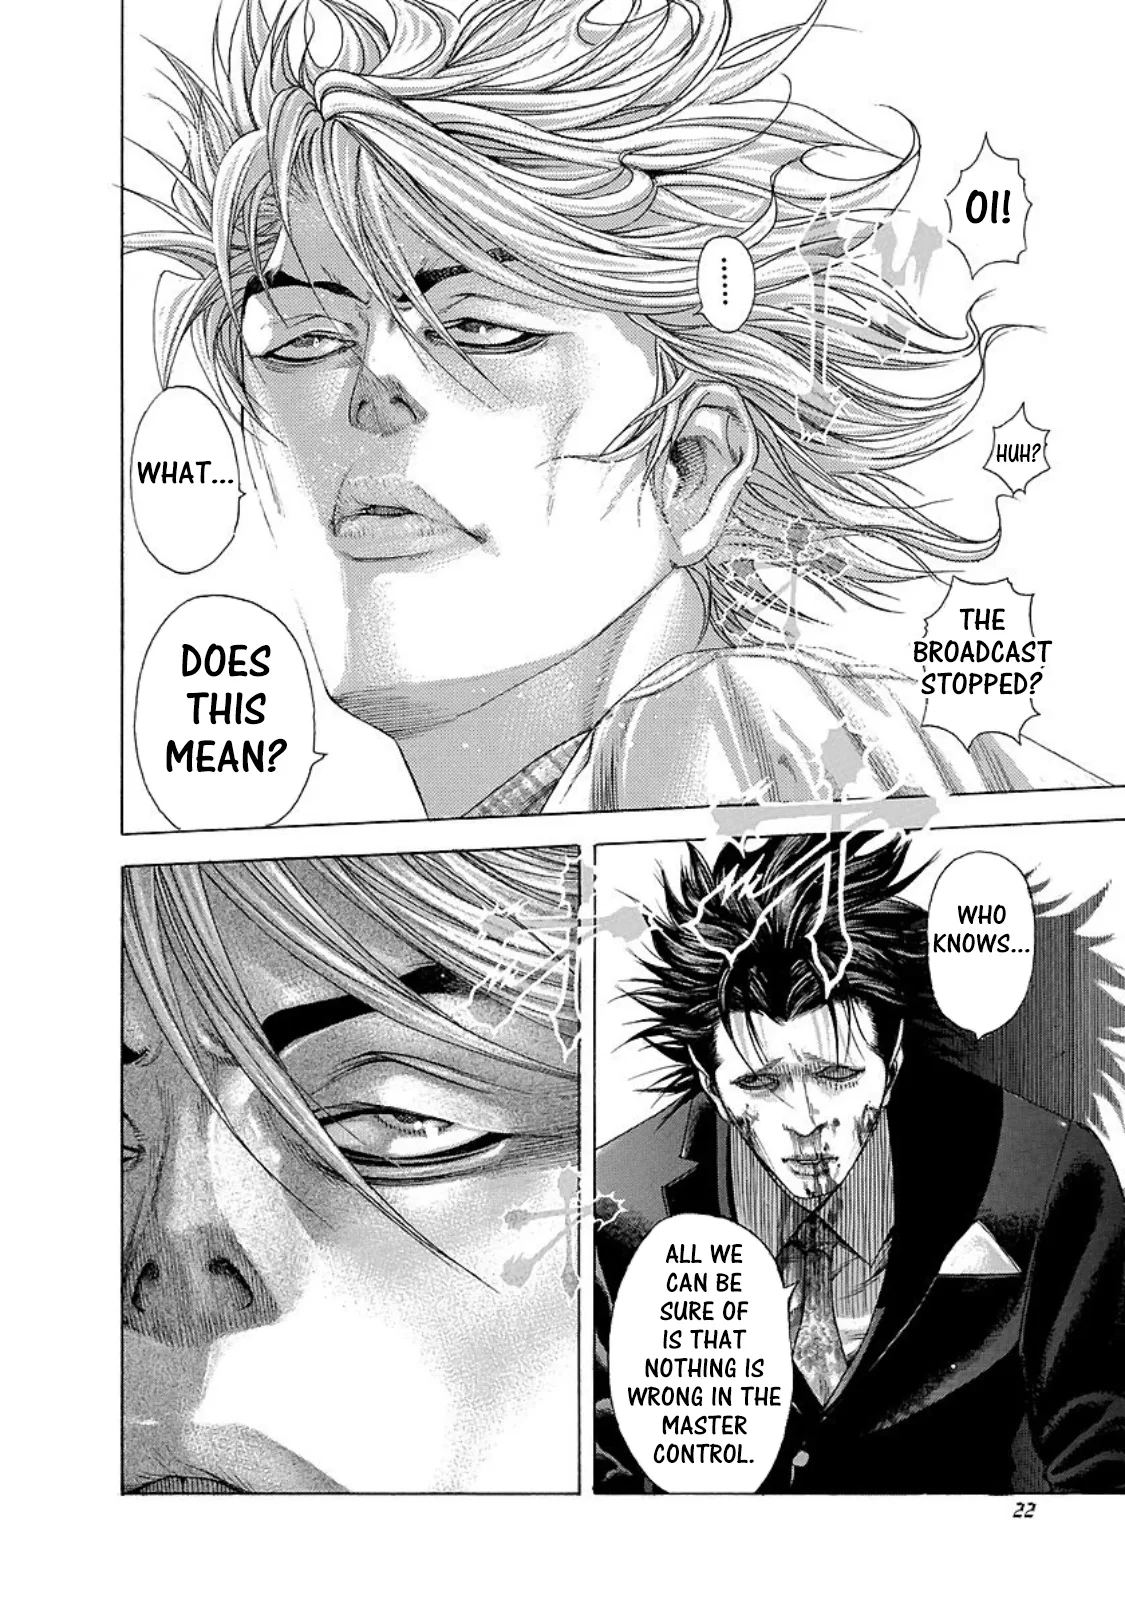 OI!
HUH?
THE
BROADCAST
STOPPED?
........
WHAT...
DOES
THIS
MEAN?
WHO
KNOWS...
ALL WE
CAN BE
SURE OF
IS THAT
NOTHING IS
WRONG IN THE
MASTER
CONTROL.
22